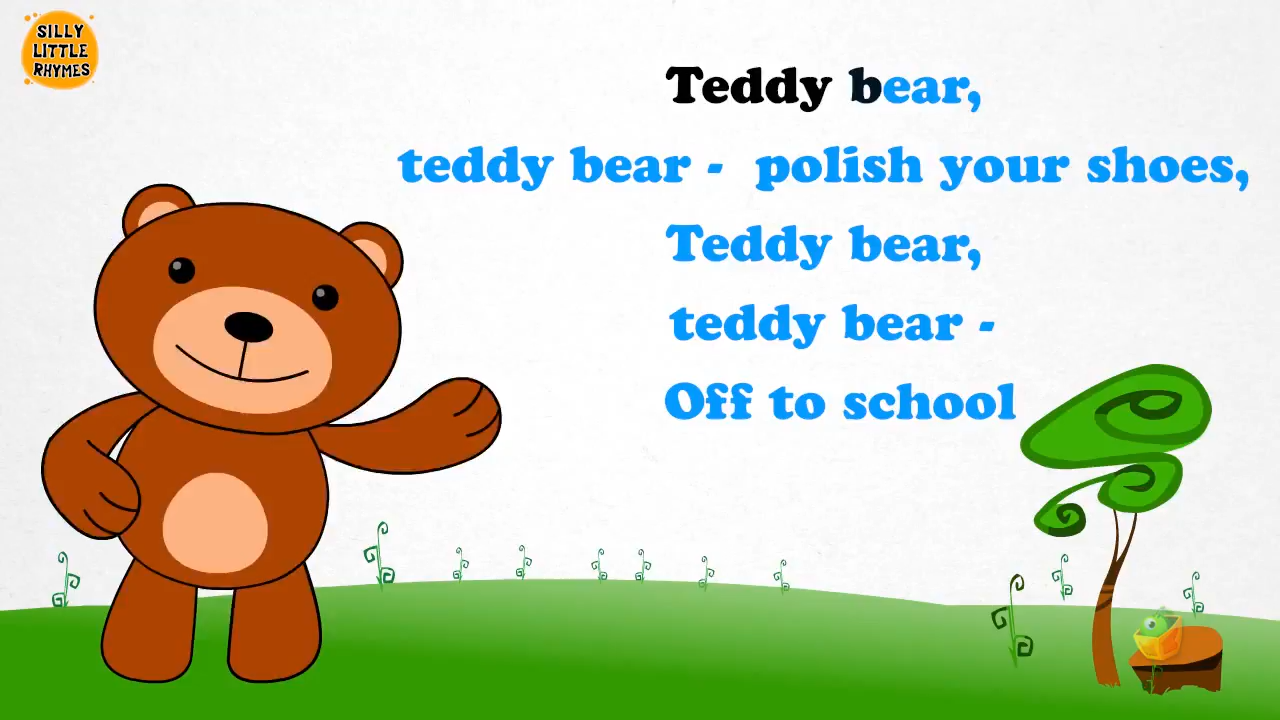 SILLY
LITTLE
RHYMES
Teddy bear,
teddy bear - polish your shoes,
Teddy bear,
teddy bear -
Off to school